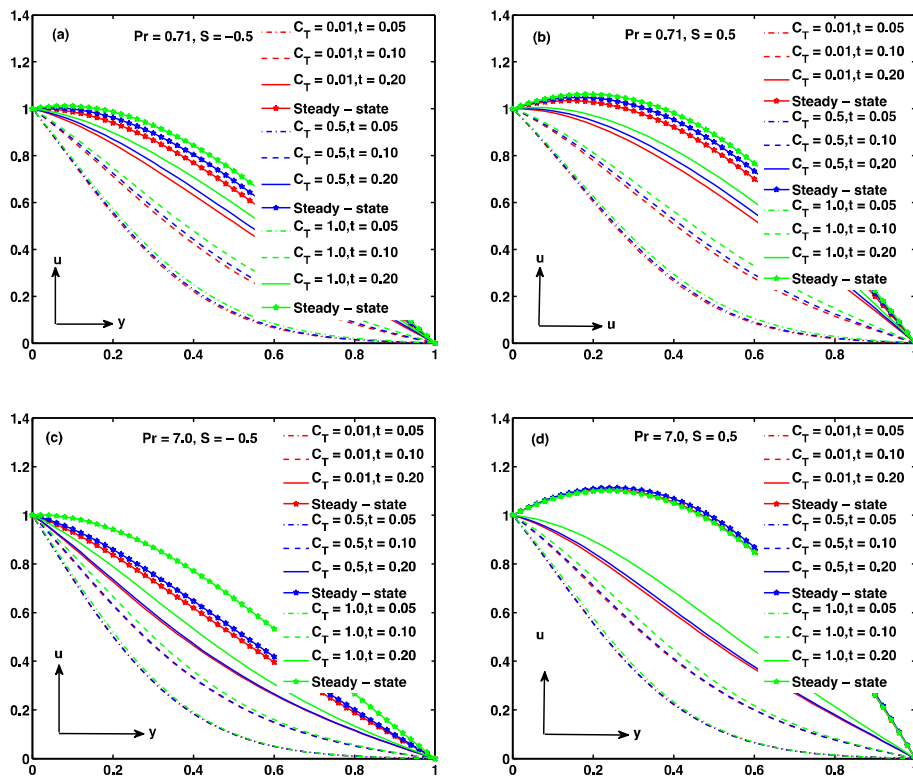 (a)
Pr = 0.71, S = −0.5
C_T = 0.01,t = 0.05
C_T = 0.01,t = 0.10
C_T = 0.01,t = 0.20
Steady − state
C_T = 0.5,t = 0.05
C_T = 0.5,t = 0.10
C_T = 0.5,t = 0.20
Steady − state
C_T = 1.0,t = 0.05
C_T = 1.0,t = 0.10
C_T = 1.0,t = 0.20
Steady − state
1.4
1.2
1
0.8
0.6
0.4
0.2
0
u
y
0 0.2 0.4 0.6 0.8 1
(b)
Pr = 0.71, S = 0.5
C_T = 0.01,t = 0.05
C_T = 0.01,t = 0.10
C_T = 0.01,t = 0.20
Steady − state
C_T = 0.5,t = 0.05
C_T = 0.5,t = 0.10
C_T = 0.5,t = 0.20
Steady − state
C_T = 1.0,t = 0.05
C_T = 1.0,t = 0.10
C_T = 1.0,t = 0.20
Steady − state
1.4
1.2
1
0.8
0.6
0.4
0.2
0
u
u
0 0.2 0.4 0.6 0.8 1
(c)
Pr = 7.0, S = − 0.5
C_T = 0.01,t = 0.05
C_T = 0.01,t = 0.10
C_T = 0.01,t = 0.20
Steady − state
C_T = 0.5,t = 0.05
C_T = 0.5,t = 0.10
C_T = 0.5,t = 0.20
Steady − state
C_T = 1.0,t = 0.05
C_T = 1.0,t = 0.10
C_T = 1.0,t = 0.20
Steady − state
1.4
1.2
1
0.8
0.6
0.4
0.2
0
u
y
0 0.2 0.4 0.6 0.8 1
(d)
Pr = 7.0, S = 0.5
C_T = 0.01,t = 0.05
C_T = 0.01,t = 0.10
C_T = 0.01,t = 0.20
Steady − state
C_T = 0.5,t = 0.05
C_T = 0.5,t = 0.10
C_T = 0.5,t = 0.20
Steady − state
C_T = 1.0,t = 0.05
C_T = 1.0,t = 0.10
C_T = 1.0,t = 0.20
Steady − state
1.4
1.2
1
0.8
0.6
0.4
0.2
0
u
y
0 0.2 0.4 0.6 0.8 1